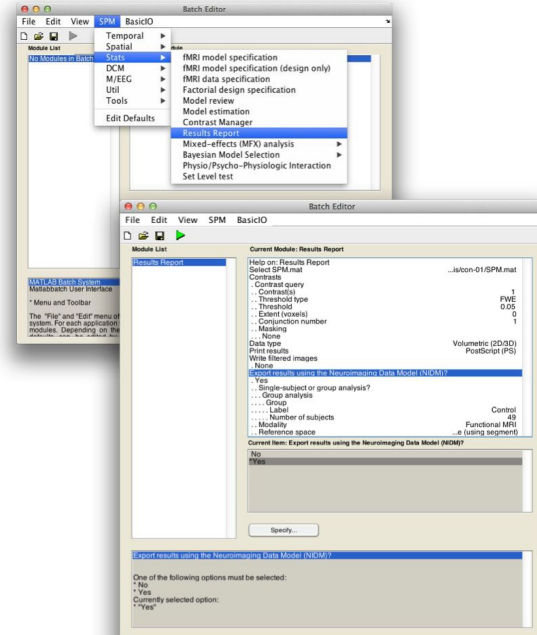 Batch Editor
File Edit View SPM BasicIO
Module List
No Modules in Batch
Temporal
Spatial
Stats
DCM
M/EEG
Util
Tools
Edit Defaults
fMRI model specification
fMRI model specification (design only)
fMRI data specification
Factorial design specification
Model review
Model estimation
Contrast Manager
Results Report
Mixed-effects (MFX) analysis
Bayesian Model Selection
Physio/Psycho-Physiologic Interaction
Set Level test
MATLAB Batch System
Matlabbatch User Interface
* Menu and Toolbar
The "File" and "Edit" menu of
system. For each application
modules. Depending on the
Batch Editor
File Edit View SPM BasicIO
Module List
Results Report
Current Module: Results Report
Help on: Results Report
Select SPM.mat ...is/con-01/SPM.mat
Contrasts
. Contrast query
. . Contrast(s) 1
. . Threshold type FWE
. . Threshold 0.05
. . Extent (voxels) 0
. . Conjunction number 1
. . Masking
. . . None
Data type Volumetric (2D/3D)
Print results PostScript (PS)
Write filtered images
. None
Export results using the Neuroimaging Data Model (NIDM)?
. Yes
. . Single-subject or group analysis?
. . . Group analysis
. . . . Group
. . . . . Label Control
. . . . . Number of subjects 49
. . Modality Functional MRI
. . Reference space ...e (using segment)
Current Item: Export results using the Neuroimaging Data Model (NIDM)?
No
*Yes
Specify...
Export results using the Neuroimaging Data Model (NIDM)?
One of the following options must be selected:
* No
* Yes
Currently selected option:
* "Yes"